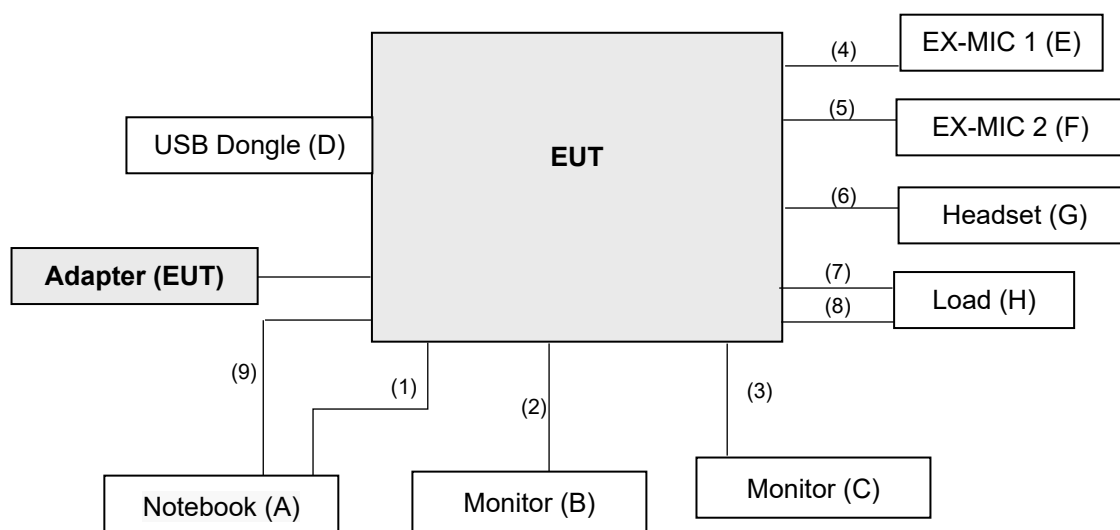 EX-MIC 1 (E)
(4)
(5)
EX-MIC 2 (F)
USB Dongle (D)
EUT
(6)
Headset (G)
Adapter (EUT)
(7)
Load (H)
(8)
(9)
(1)
(2)
(3)
Notebook (A)
Monitor (B)
Monitor (C)